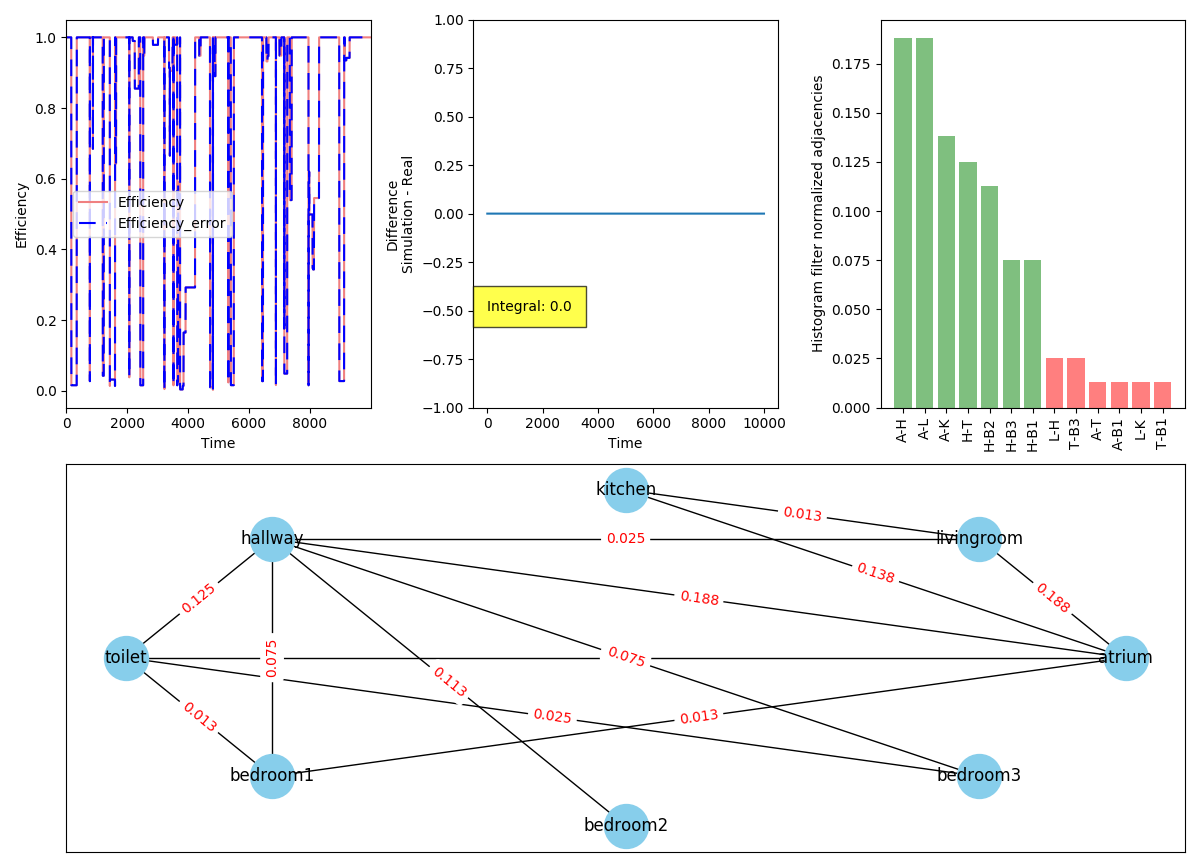 1.0
0.8
0.6
0.4
0.2
0.0
Efficiency
Efficiency
Efficiency_error
0
2000
4000
6000
8000
Time
1.00
0.75
0.50
0.25
0.00
−0.25
−0.50
−0.75
−1.00
Difference
Simulation - Real
Integral: 0.0
0
2000
4000
6000
8000
10000
Time
0.175
0.150
0.125
0.100
0.075
0.050
0.025
0.000
Histogram filter normalized adjacencies
A-H
A-L
A-K
H-T
H-B2
H-B3
H-B1
L-H
T-B3
A-T
A-B1
L-K
T-B1
kitchen
0.013
hallway
0.025
livingroom
0.138
0.125
0.188
0.188
toilet
0.075
0.075
atrium
0.113
0.013
0.025
0.013
bedroom1
bedroom3
bedroom2